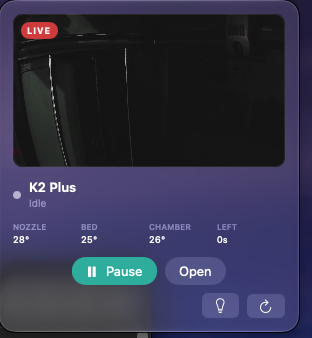 LIVE
K2 Plus
Idle
NOZZLE BED CHAMBER LEFT
28° 25° 26° 0s
Pause Open